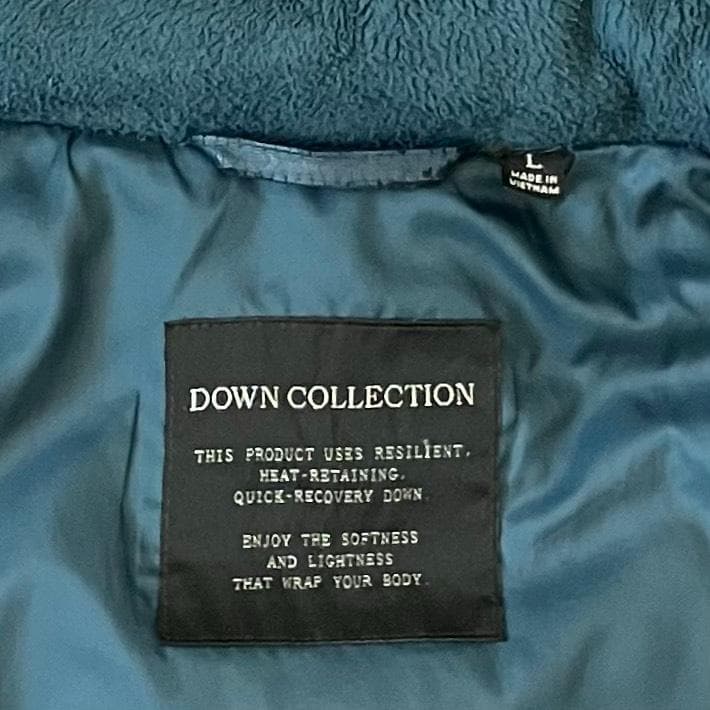 L
MADE IN
VIETNAM
DOWN COLLECTION
THIS PRODUCT USES RESILIENT,
HEAT-RETAINING,
QUICK-RECOVERY DOWN.
ENJOY THE SOFTNESS
AND LIGHTNESS
THAT WRAP YOUR BODY.